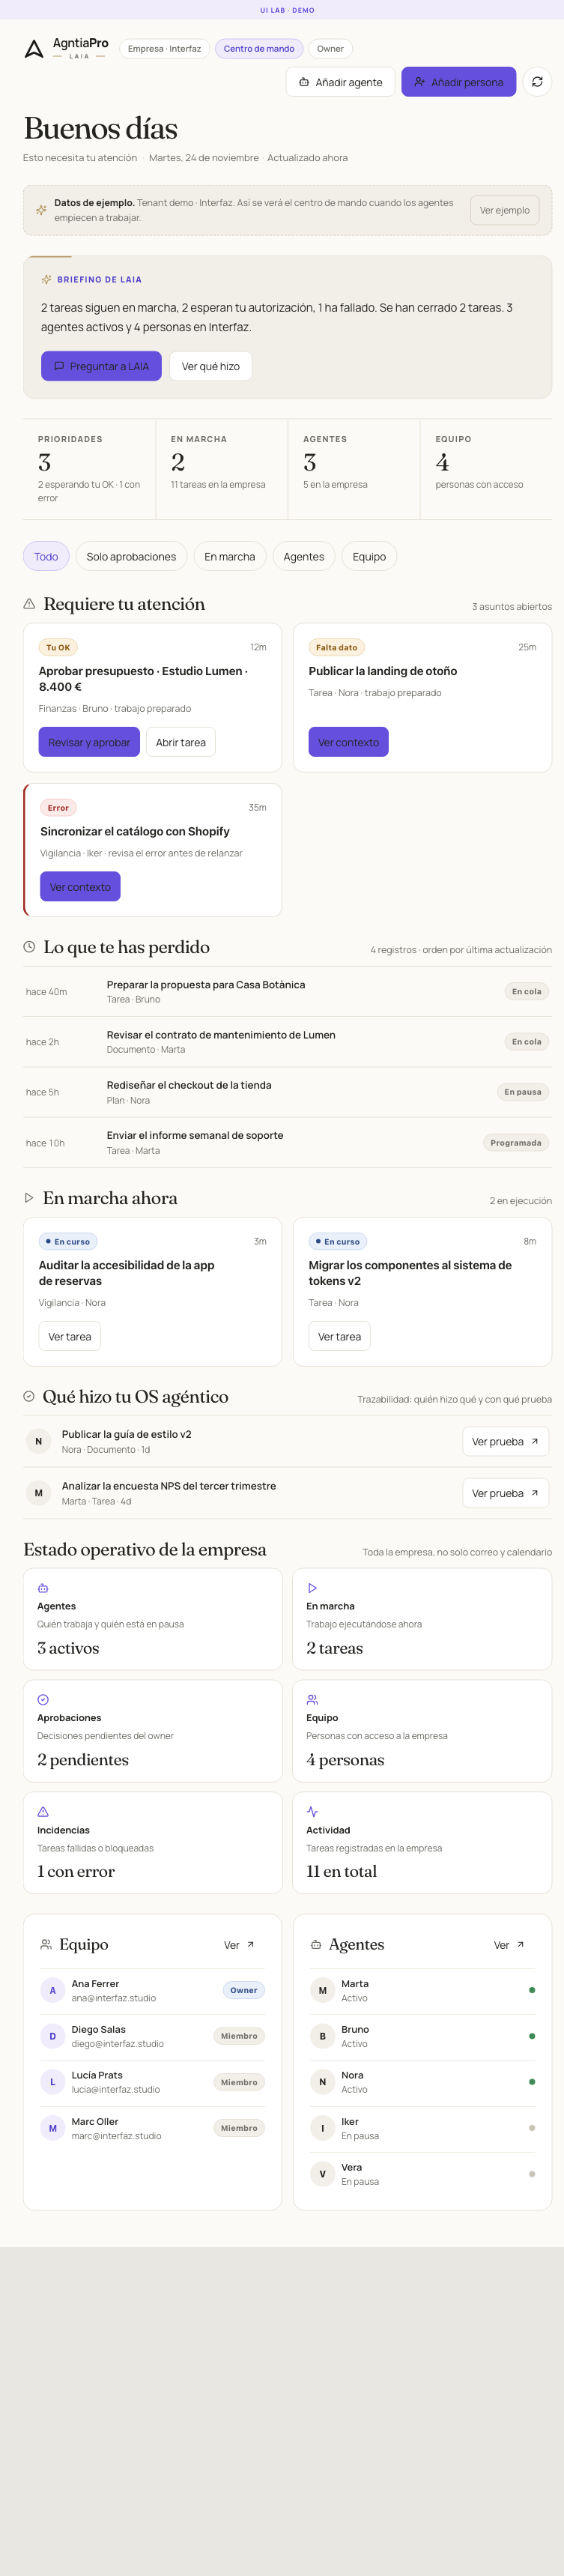 UI LAB · DEMO
AgntiaPro
LAIA
Empresa · Interfaz
Centro de mando
Owner
Añadir agente
Añadir persona
Buenos días
Esto necesita tu atención · Martes, 24 de noviembre · Actualizado ahora
Datos de ejemplo. Tenant demo · Interfaz. Así se verá el centro de mando cuando los agentes
empiecen a trabajar.
Ver ejemplo
BRIEFING DE LAIA
2 tareas siguen en marcha, 2 esperan tu autorización, 1 ha fallado. Se han cerrado 2 tareas. 3
agentes activos y 4 personas en Interfaz.
Preguntar a LAIA
Ver qué hizo
PRIORIDADES
3
2 esperando tu OK · 1 con
error
EN MARCHA
2
11 tareas en la empresa
AGENTES
3
5 en la empresa
EQUIPO
4
personas con acceso
Todo
Solo aprobaciones
En marcha
Agentes
Equipo
Requiere tu atención
3 asuntos abiertos
Tu OK
12m
Aprobar presupuesto · Estudio Lumen ·
8.400 €
Finanzas · Bruno · trabajo preparado
Revisar y aprobar
Abrir tarea
Falta dato
25m
Publicar la landing de otoño
Tarea · Nora · trabajo preparado
Ver contexto
Error
35m
Sincronizar el catálogo con Shopify
Vigilancia · Iker · revisa el error antes de relanzar
Ver contexto
Lo que te has perdido
4 registros · orden por última actualización
hace 40m
Preparar la propuesta para Casa Botànica
Tarea · Bruno
En cola
hace 2h
Revisar el contrato de mantenimiento de Lumen
Documento · Marta
En cola
hace 5h
Rediseñar el checkout de la tienda
Plan · Nora
En pausa
hace 10h
Enviar el informe semanal de soporte
Tarea · Marta
Programada
En marcha ahora
2 en ejecución
En curso
3m
Auditar la accesibilidad de la app
de reservas
Vigilancia · Nora
Ver tarea
En curso
8m
Migrar los componentes al sistema de
tokens v2
Tarea · Nora
Ver tarea
Qué hizo tu OS agéntico
Trazabilidad: quién hizo qué y con qué prueba
N
Publicar la guía de estilo v2
Nora · Documento · 1d
Ver prueba
M
Analizar la encuesta NPS del tercer trimestre
Marta · Tarea · 4d
Ver prueba
Estado operativo de la empresa
Toda la empresa, no solo correo y calendario
Agentes
Quién trabaja y quién está en pausa
3 activos
En marcha
Trabajo ejecutándose ahora
2 tareas
Aprobaciones
Decisiones pendientes del owner
2 pendientes
Equipo
Personas con acceso a la empresa
4 personas
Incidencias
Tareas fallidas o bloqueadas
1 con error
Actividad
Tareas registradas en la empresa
11 en total
Equipo
Ver
A
Ana Ferrer
ana@interfaz.studio
Owner
D
Diego Salas
diego@interfaz.studio
Miembro
L
Lucía Prats
lucia@interfaz.studio
Miembro
M
Marc Oller
marc@interfaz.studio
Miembro
Agentes
Ver
M
Marta
Activo
B
Bruno
Activo
N
Nora
Activo
I
Iker
En pausa
V
Vera
En pausa